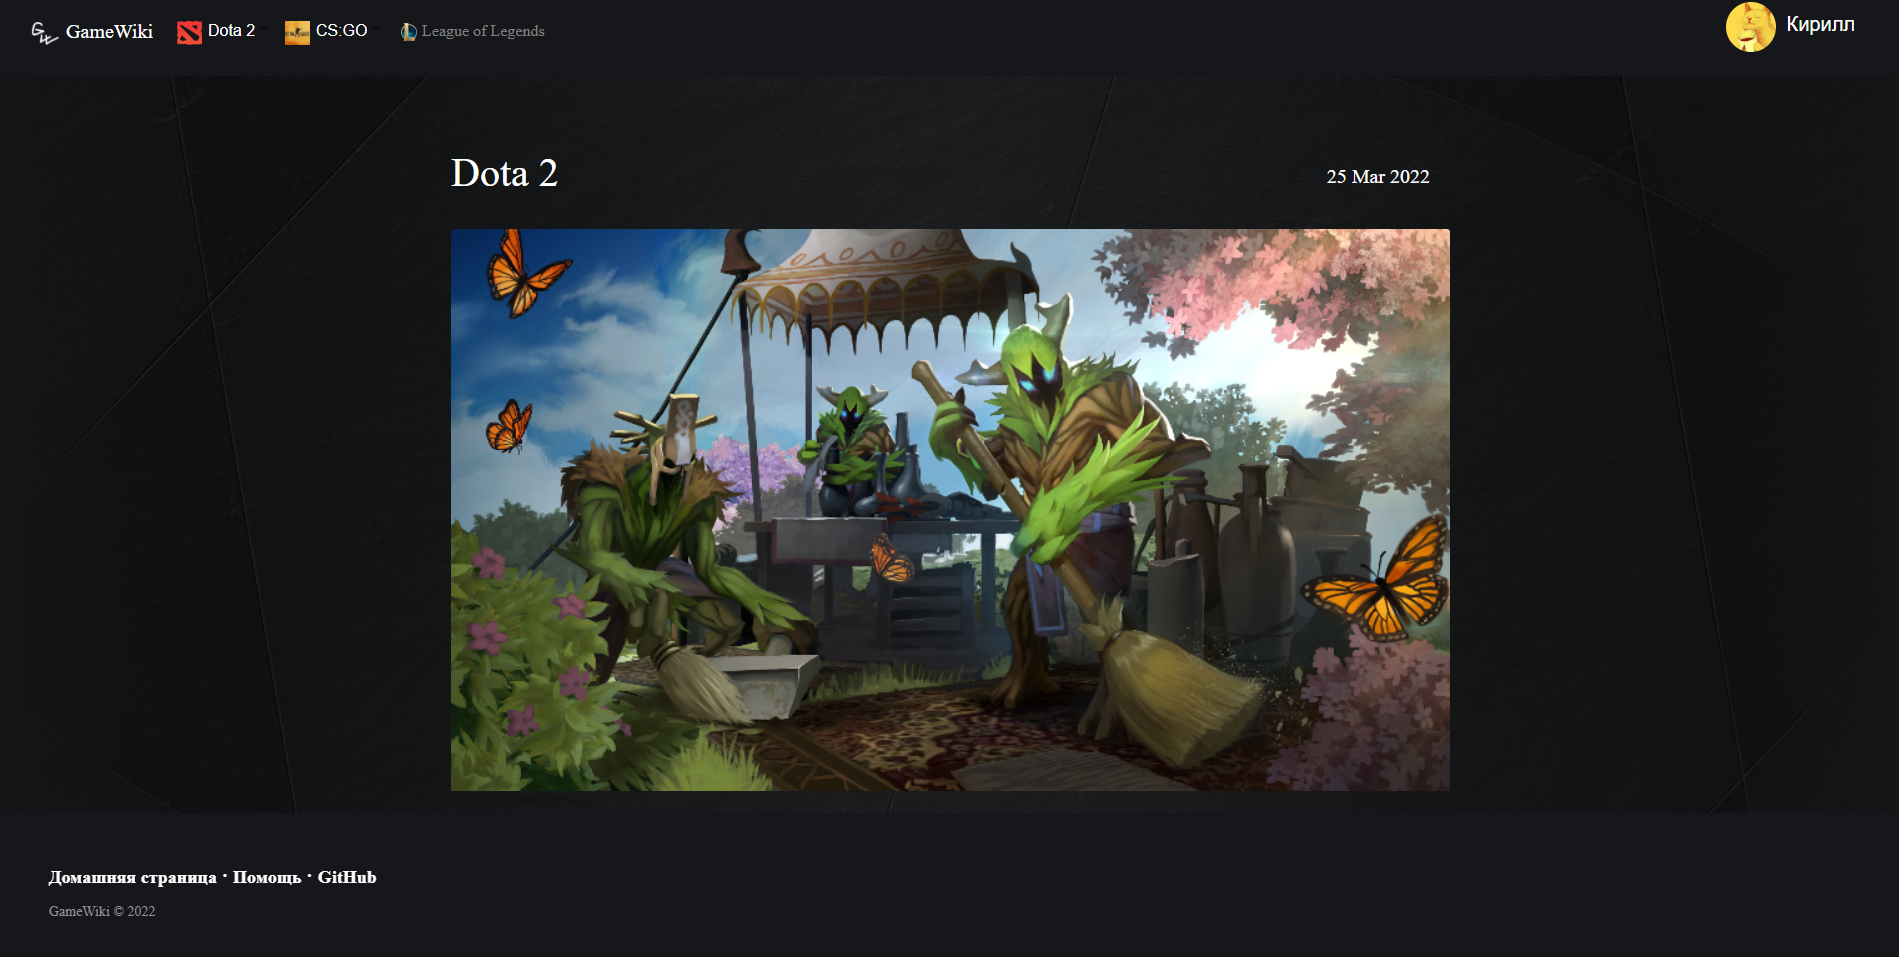 GameWiki Dota 2 CS:GO League of Legends Кирилл
Dota 2
25 Mar 2022
Домашняя страница · Помощь · GitHub
GameWiki © 2022